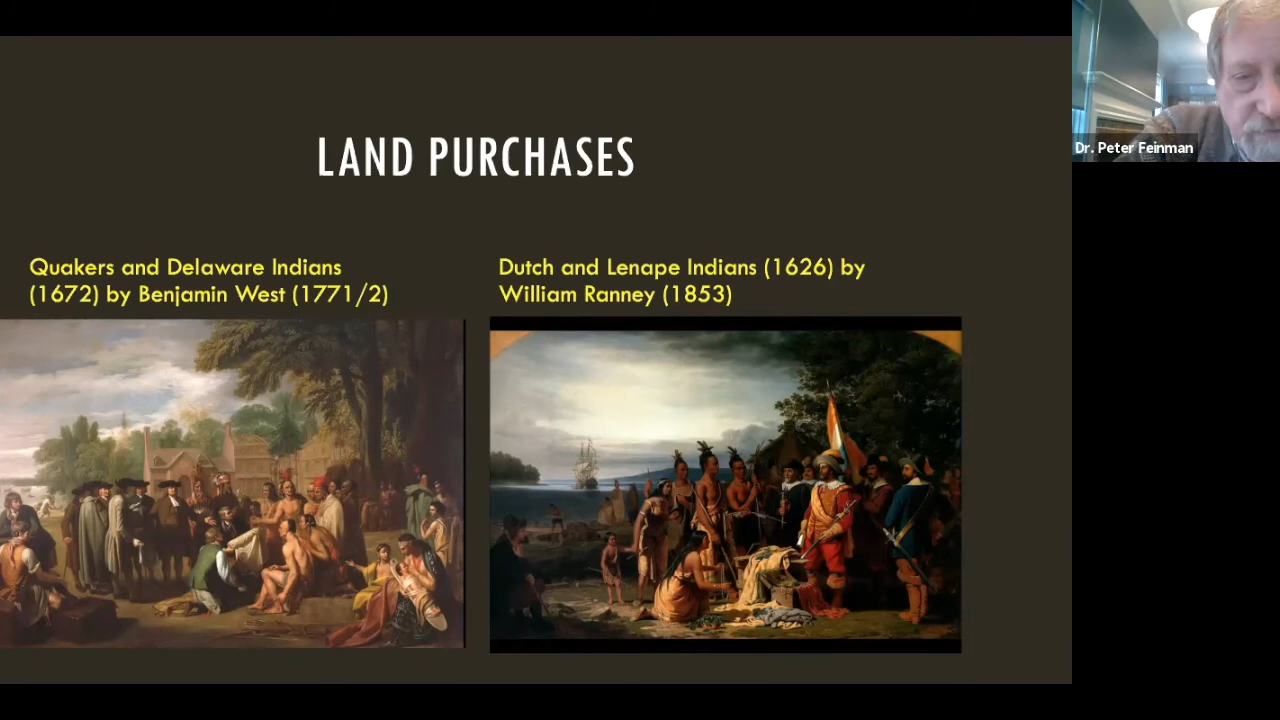 LAND PURCHASES
Quakers and Delaware Indians
(1672) by Benjamin West (1771/2)
Dutch and Lenape Indians (1626) by
William Ranney (1853)
Dr. Peter Feinman